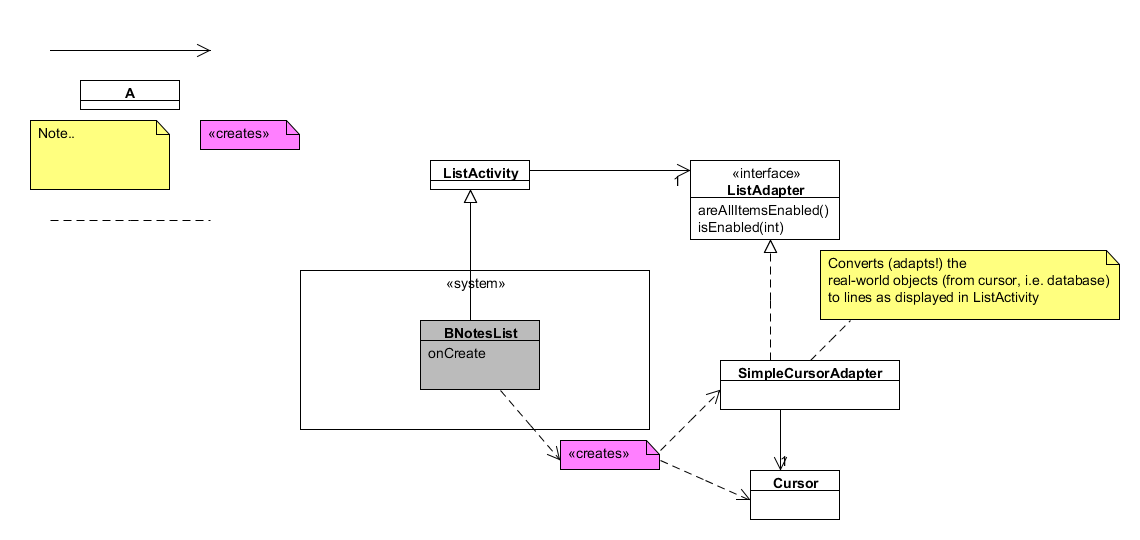 A
Note..
«creates»
ListActivity
1
«interface»
ListAdapter
areAllItemsEnabled()
isEnabled(int)
Converts (adapts!) the
real-world objects (from cursor, i.e. database)
to lines as displayed in ListActivity
«system»
BNotesList
onCreate
SimpleCursorAdapter
«creates»
1
Cursor